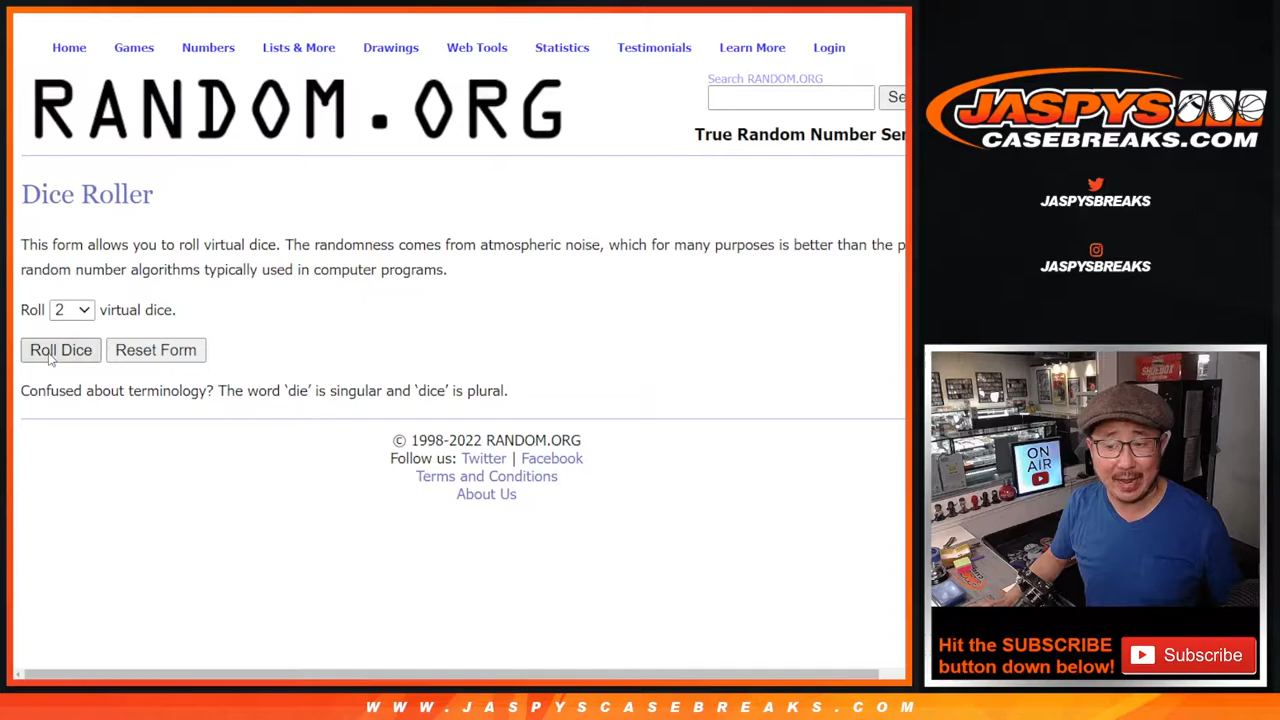 Home Games Numbers Lists & More Drawings Web Tools Statistics Testimonials Learn More Login
RANDOM.ORG
Search RANDOM.ORG
Se
True Random Number Ser
Dice Roller
This form allows you to roll virtual dice. The randomness comes from atmospheric noise, which for many purposes is better than the p
random number algorithms typically used in computer programs.
Roll 2 virtual dice.
Roll Dice Reset Form
Confused about terminology? The word ‘die’ is singular and ‘dice’ is plural.
© 1998-2022 RANDOM.ORG
Follow us: Twitter | Facebook
Terms and Conditions
About Us
JASPYS
CASEBREAKS.COM
JASPYSBREAKS
JASPYSBREAKS
SHOEBOX
ON
AIR
Hit the SUBSCRIBE
button down below!
Subscribe
WWW.JASPYSCASEBREAKS.COM